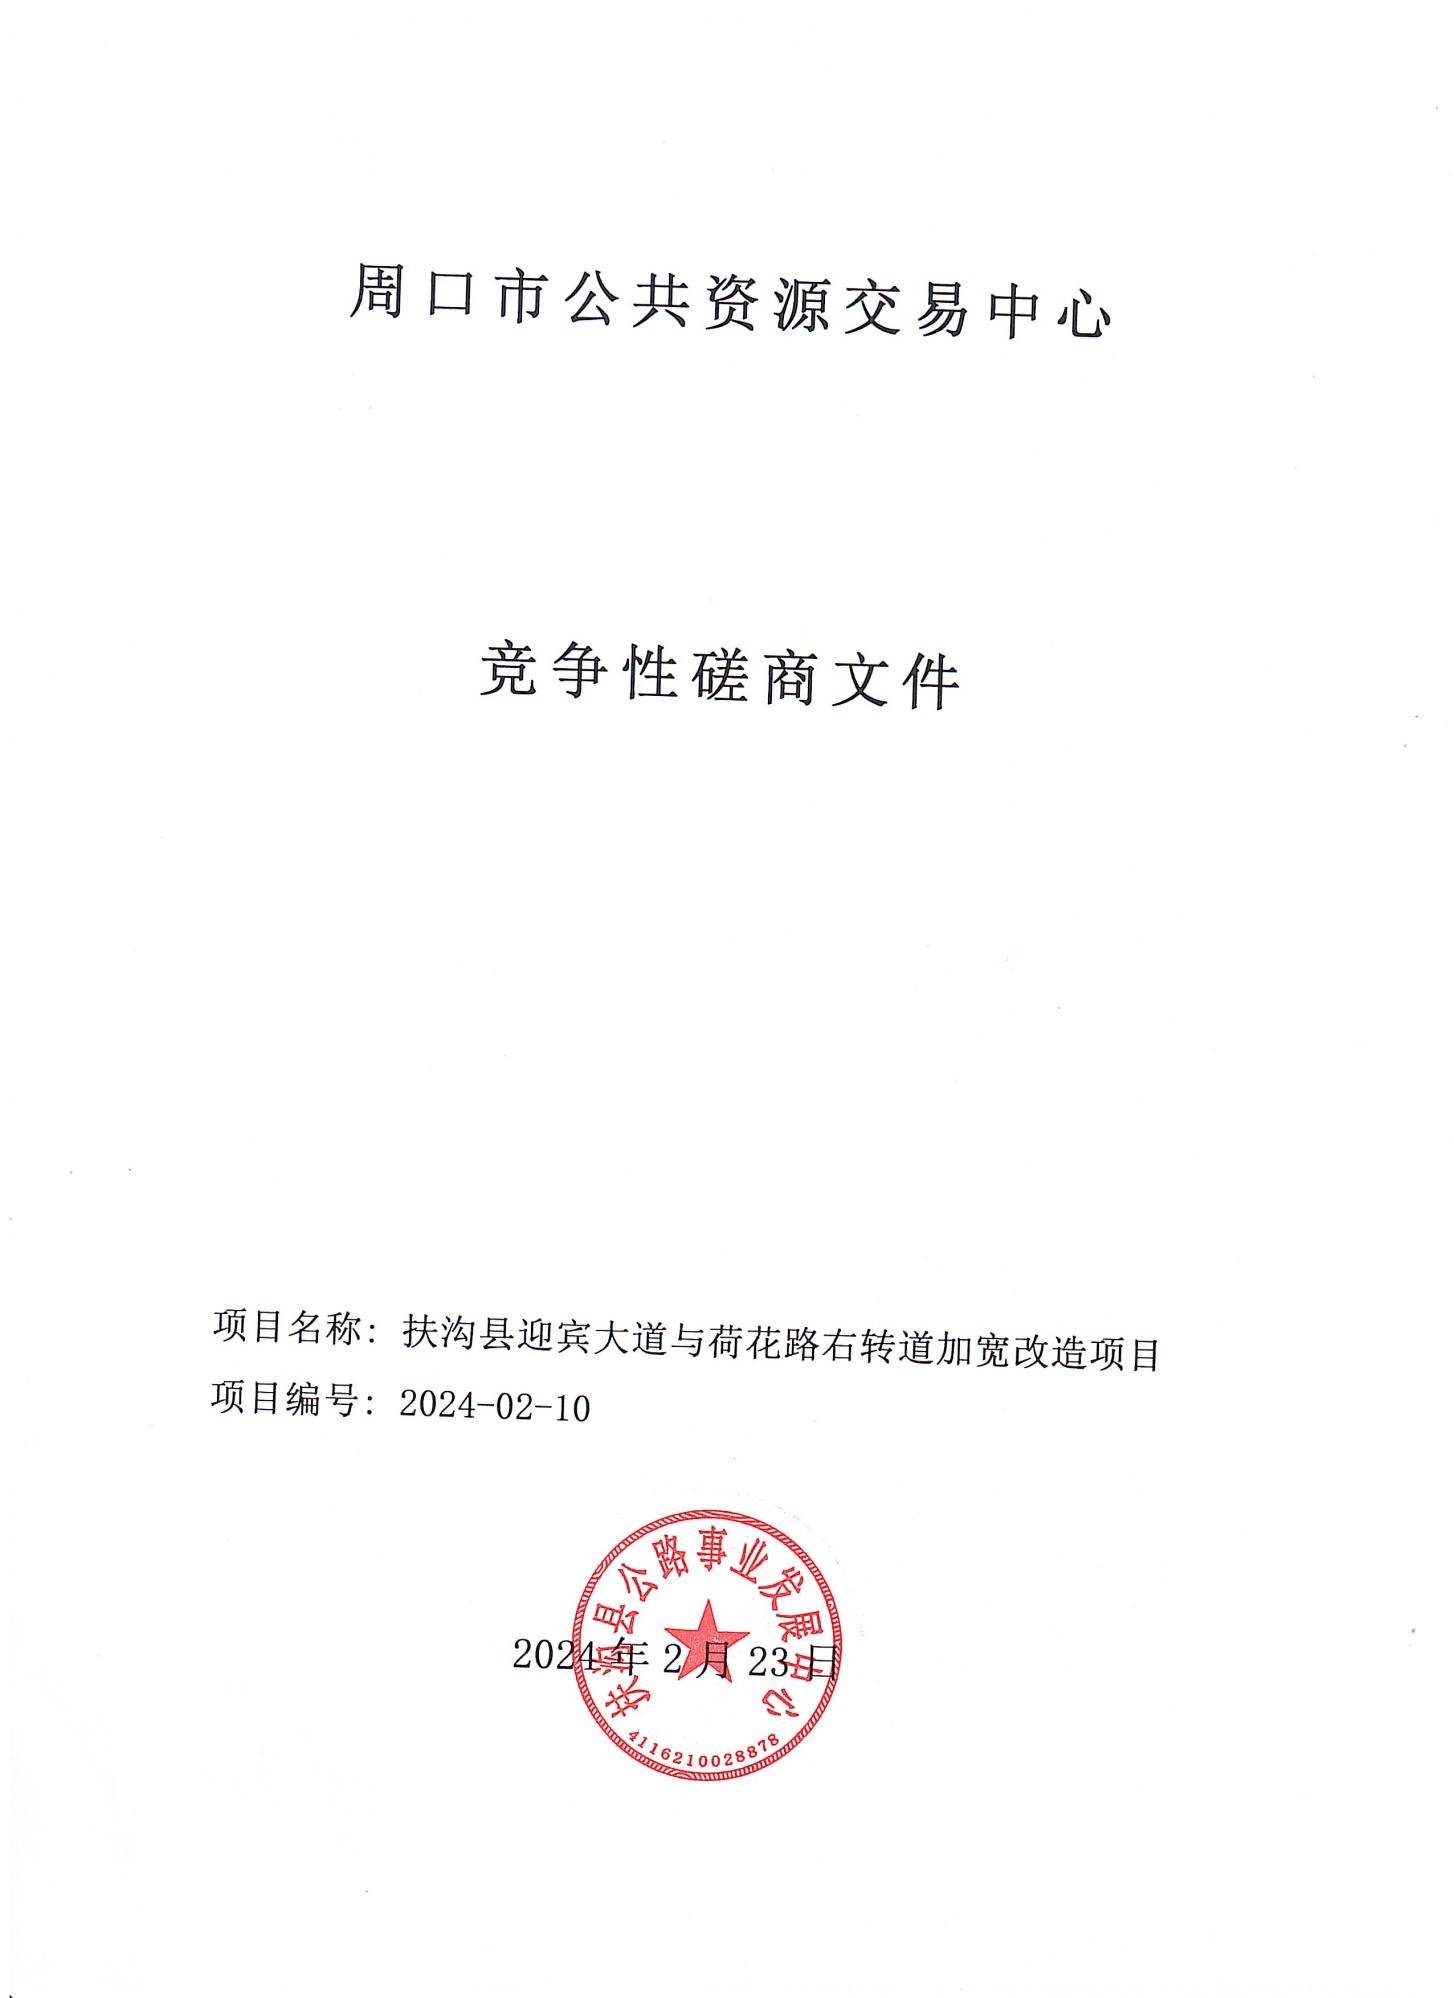 周口市公共资源交易中心
竞争性磋商文件
项目名称：扶沟县迎宾大道与荷花路右转道加宽改造项目
项目编号：2024-02-10
扶沟县公路事业发展中心
2024年2月23日
4116210028878